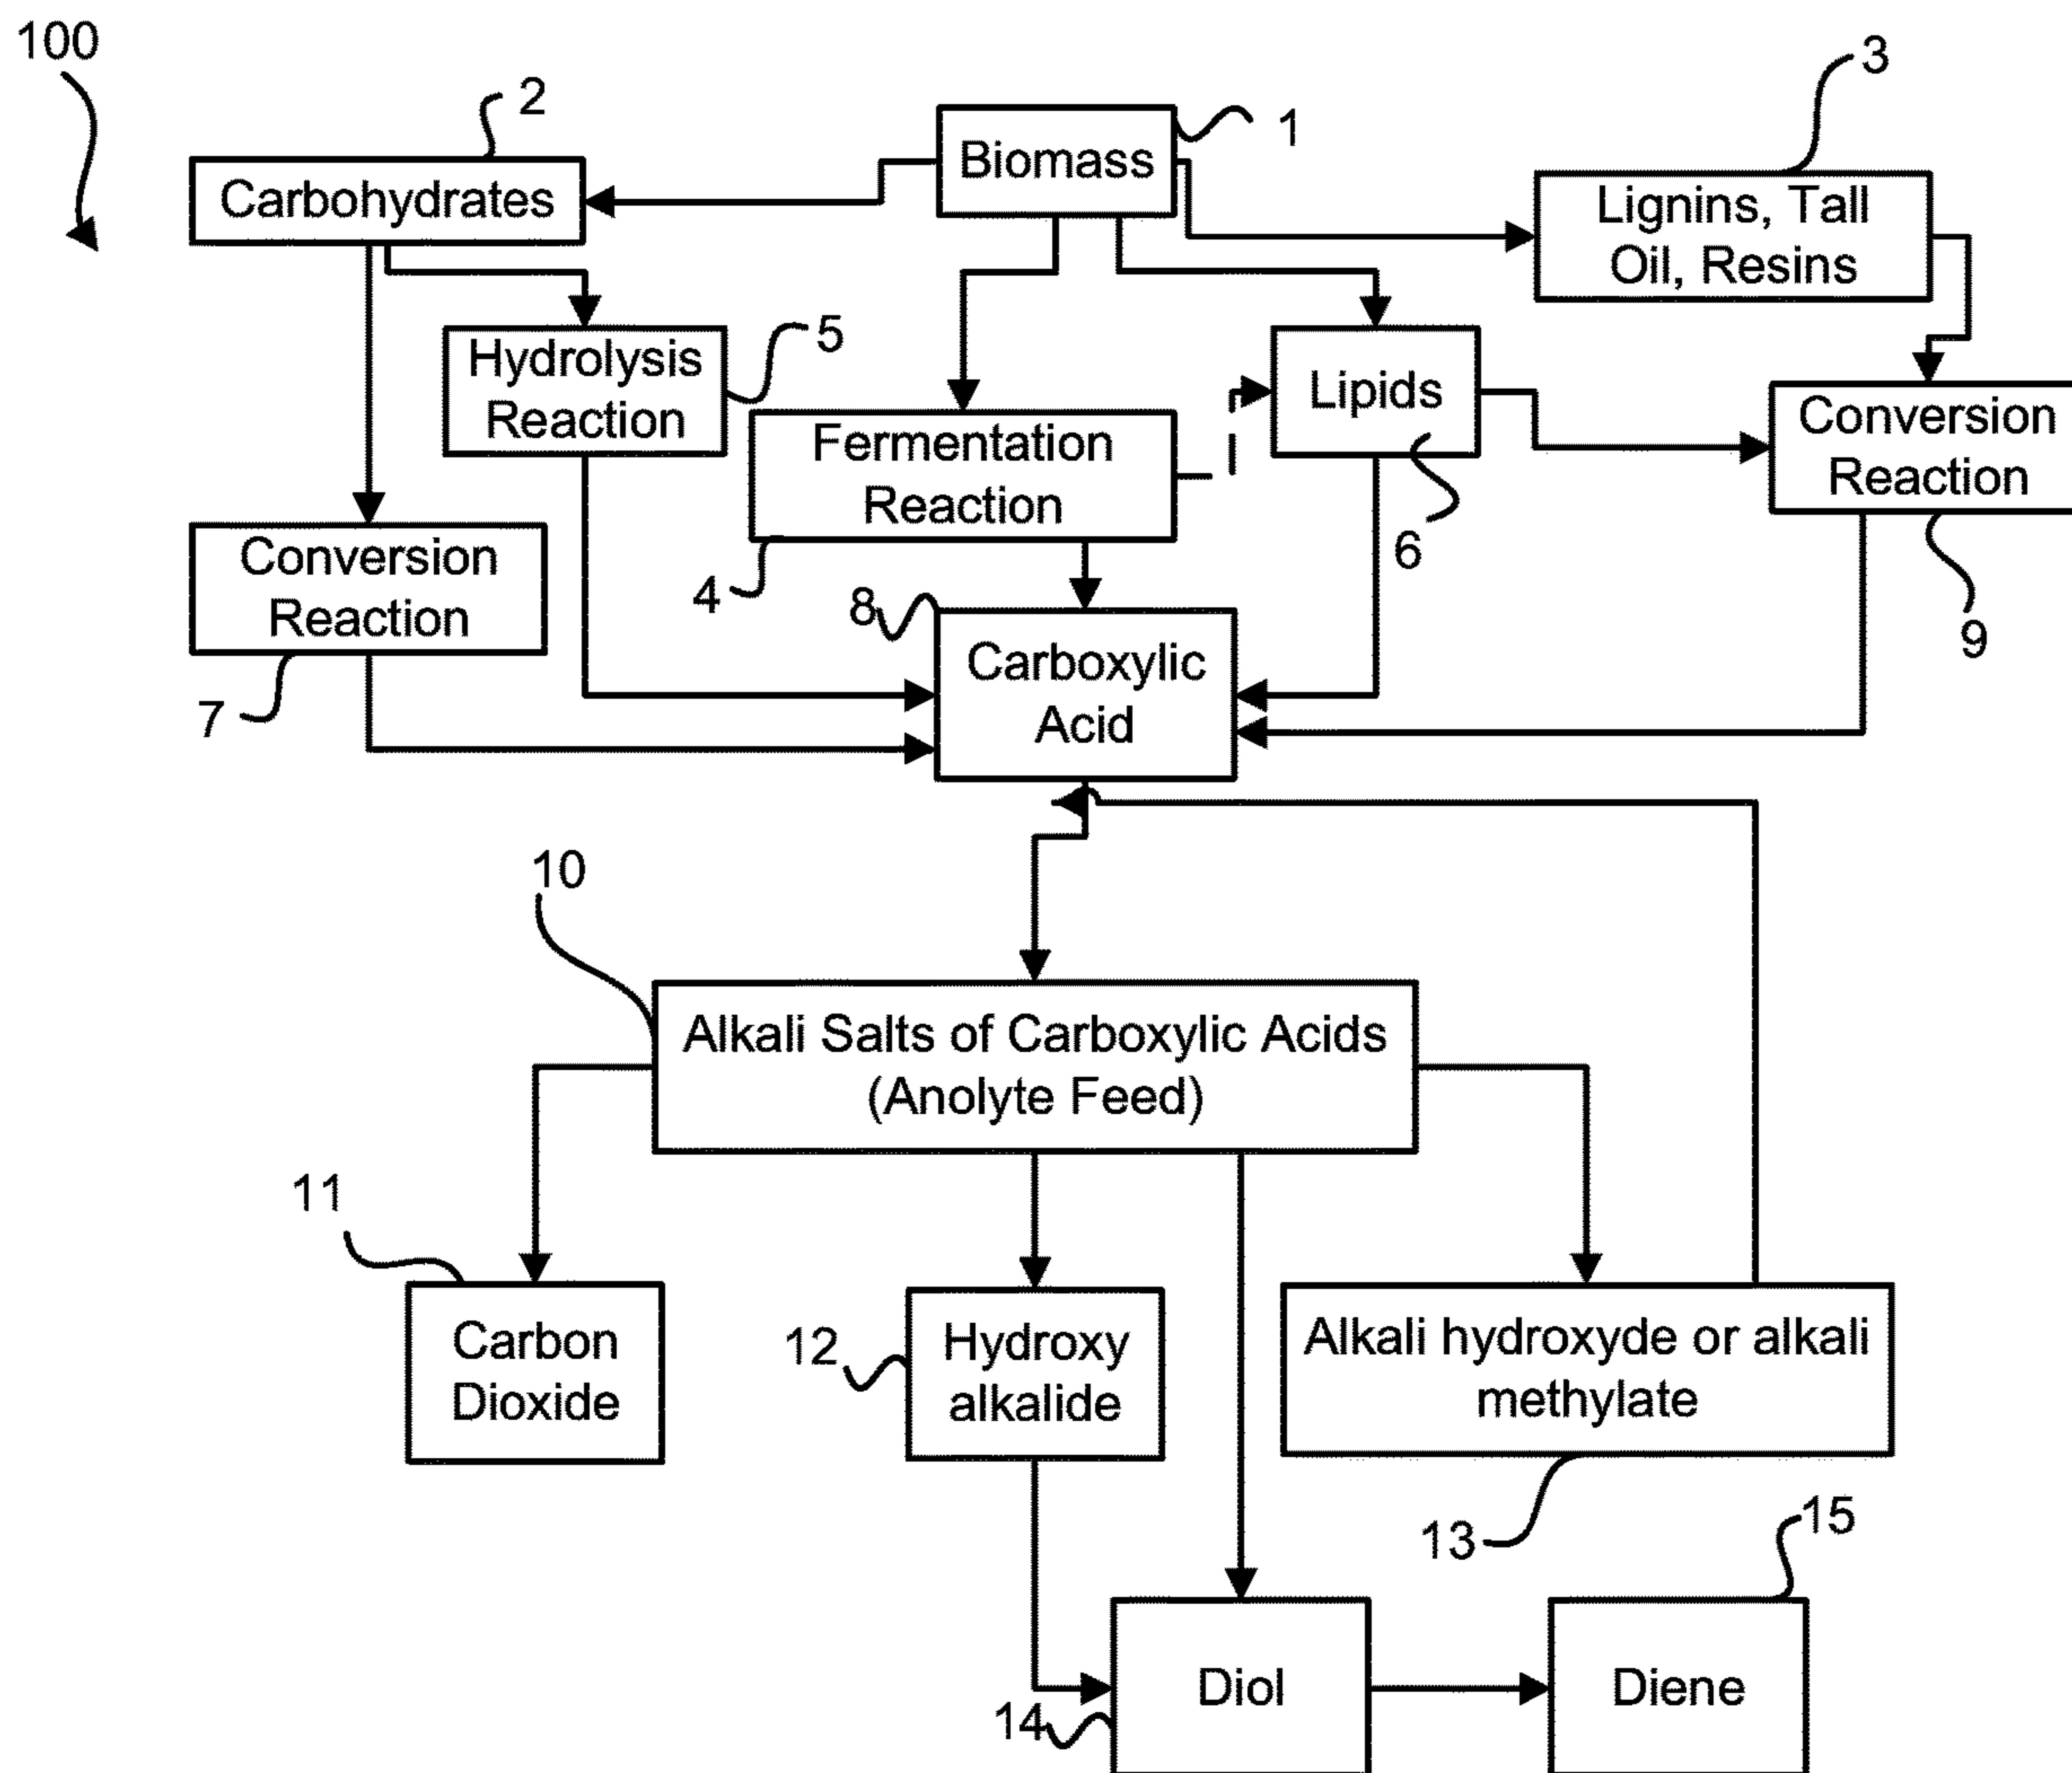 100
2
1
3
Biomass
Carbohydrates
Lignins, Tall
Oil, Resins
5
Hydrolysis
Reaction
Lipids
Fermentation
Reaction
Conversion
Reaction
6
Conversion
Reaction
4
8
9
7
Carboxylic
Acid
10
Alkali Salts of Carboxylic Acids
(Anolyte Feed)
11
Carbon
Dioxide
12
Hydroxy
alkalide
Alkali hydroxyde or alkali
methylate
13
15
14
Diol
Diene